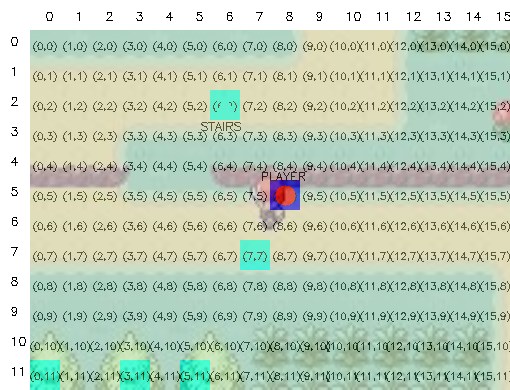 0 1 2 3 4 5 6 7 8 9 10 11 12 13 14 15
0 (0,0) (1,0) (2,0) (3,0) (4,0) (5,0) (6,0) (7,0) (8,0) (9,0) (10,0) (11,0) (12,0) (13,0) (14,0) (15,0)
1 (0,1) (1,1) (2,1) (3,1) (4,1) (5,1) (6,1) (7,1) (8,1) (9,1) (10,1) (11,1) (12,1) (13,1) (14,1) (15,1)
2 (0,2) (1,2) (2,2) (3,2) (4,2) (5,2) (7,2) (8,2) (9,2) (10,2) (11,2) (12,2) (13,2) (14,2) (15,2)
STAIRS
3 (0,3) (1,3) (2,3) (3,3) (4,3) (5,3) (6,3) (7,3) (8,3) (9,3) (10,3) (11,3) (12,3) (13,3) (14,3) (15,3)
4 (0,4) (1,4) (2,4) (3,4) (4,4) (5,4) (6,4) (7,4) (8,4) (9,4) (10,4) (11,4) (12,4) (13,4) (14,4) (15,4)
PLAYER
5 (0,5) (1,5) (2,5) (3,5) (4,5) (5,5) (6,5) (7,5) (9,5) (10,5) (11,5) (12,5) (13,5) (14,5) (15,5)
6 (0,6) (1,6) (2,6) (3,6) (4,6) (5,6) (6,6) (7,6) (8,6) (9,6) (10,6) (11,6) (12,6) (13,6) (14,6) (15,6)
7 (0,7) (1,7) (2,7) (3,7) (4,7) (5,7) (6,7) (7,7) (8,7) (9,7) (10,7) (11,7) (12,7) (13,7) (14,7) (15,7)
8 (0,8) (1,8) (2,8) (3,8) (4,8) (5,8) (6,8) (7,8) (8,8) (9,8) (10,8) (11,8) (12,8) (13,8) (14,8) (15,8)
9 (0,9) (1,9) (2,9) (3,9) (4,9) (5,9) (6,9) (7,9) (8,9) (9,9) (10,9) (11,9) (12,9) (13,9) (14,9) (15,9)
10 (0,10) (1,10) (2,10) (3,10) (4,10) (5,10) (6,10) (7,10) (8,10) (9,10) (10,10) (11,10) (12,10) (13,10) (14,10) (15,10)
11 (0,11) (1,11) (2,11) (3,11) (4,11) (5,11) (6,11) (7,11) (8,11) (9,11) (10,11) (11,11) (12,11) (13,11) (14,11) (15,11)